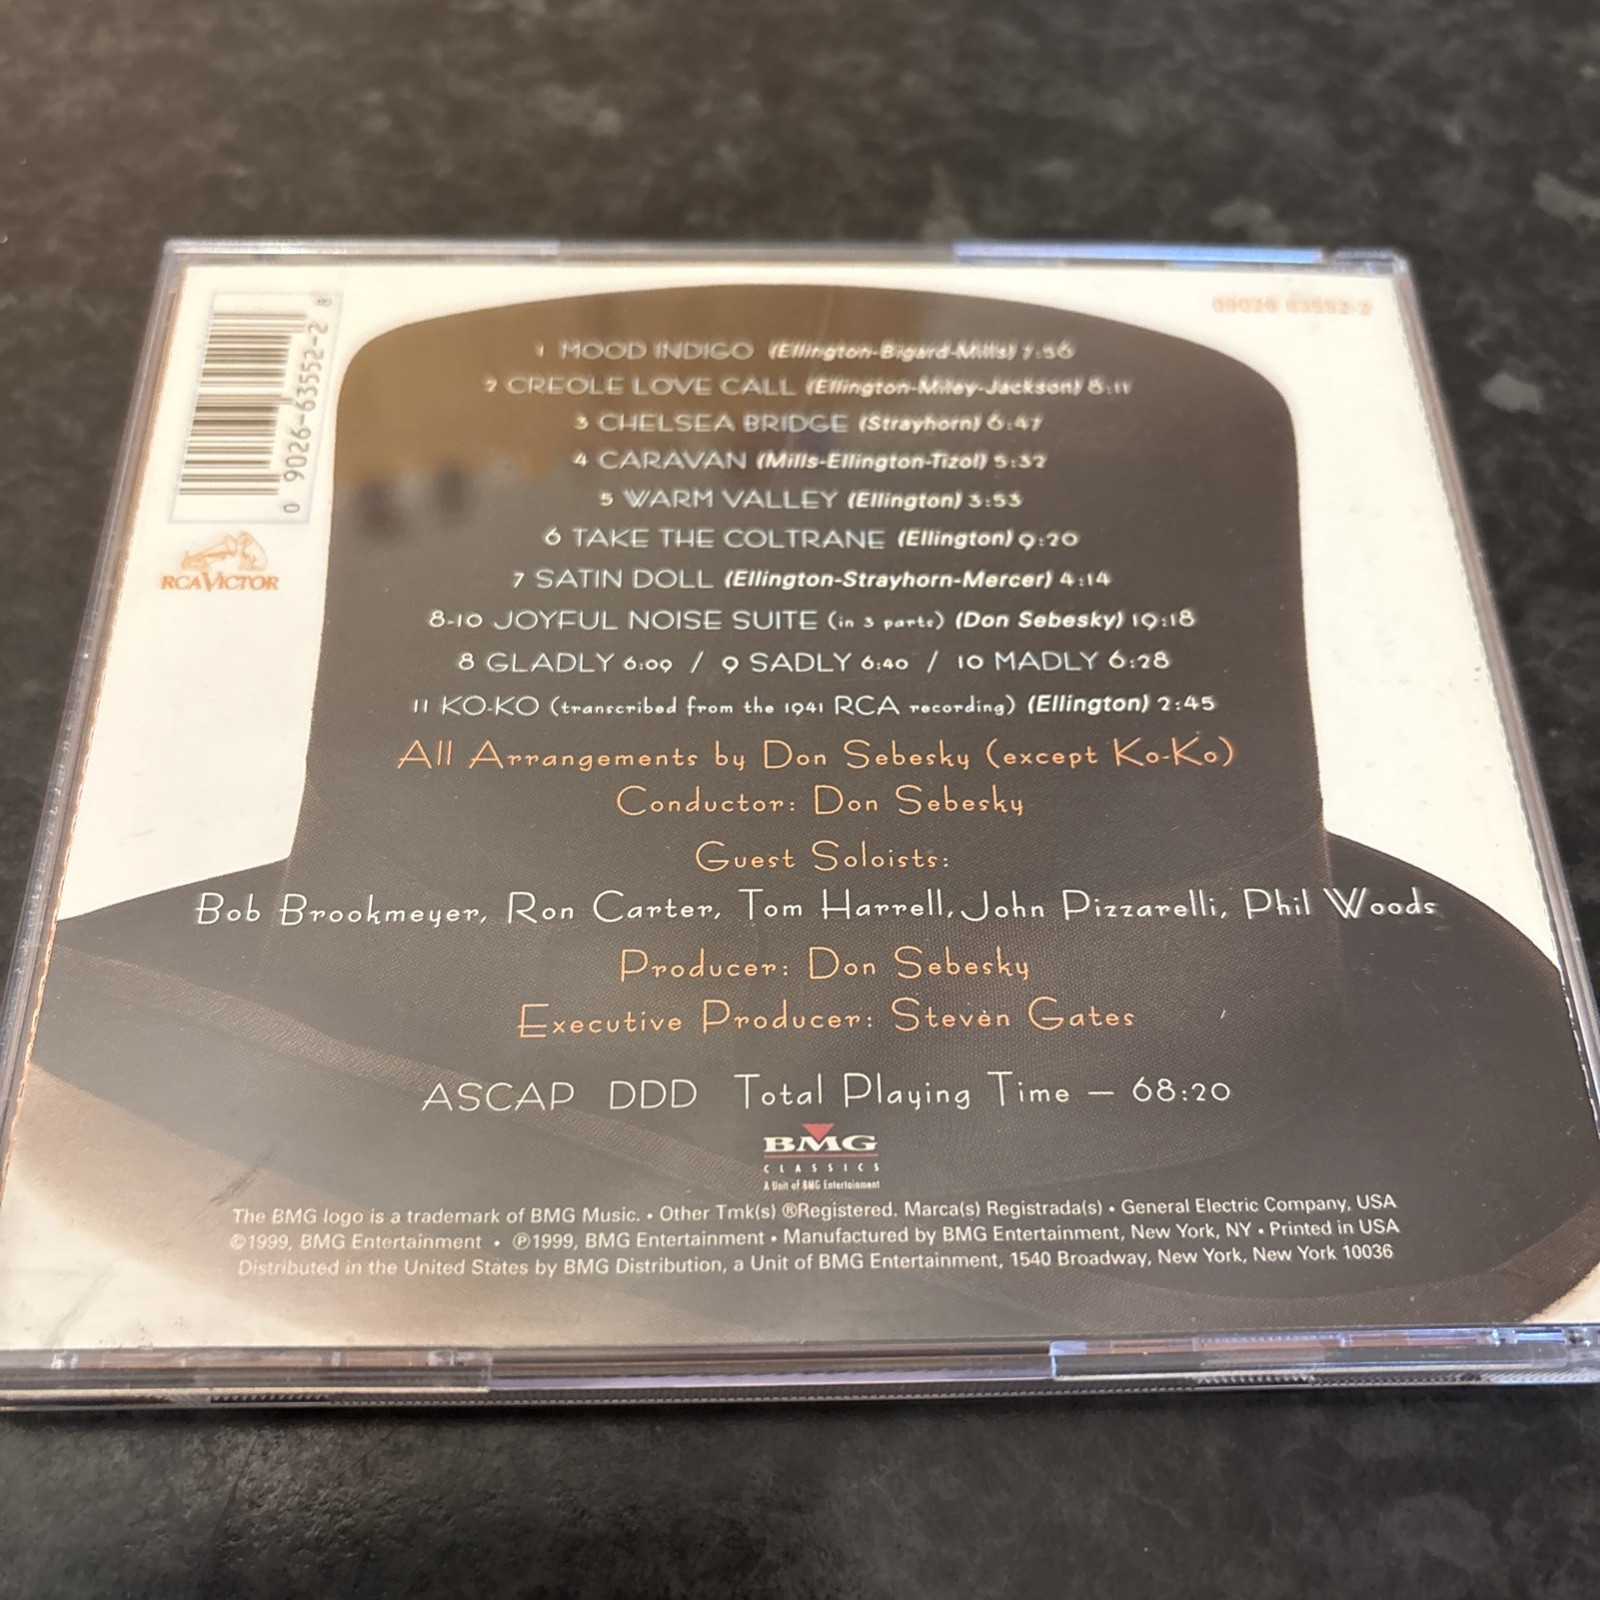 09026 63552-2
0 9026-63552-2 8
RCA VICTOR
1 MOOD INDIGO (Ellington-Bigard-Mills) 7:56
2 CREOLE LOVE CALL (Ellington-Miley-Jackson) 8:11
3 CHELSEA BRIDGE (Strayhorn) 6:47
4 CARAVAN (Mills-Ellington-Tizol) 5:32
5 WARM VALLEY (Ellington) 3:53
6 TAKE THE COLTRANE (Ellington) 9:20
7 SATIN DOLL (Ellington-Strayhorn-Mercer) 4:14
8-10 JOYFUL NOISE SUITE (in 3 parts) (Don Sebesky) 19:18
8 GLADLY 6:09 / 9 SADLY 6:40 / 10 MADLY 6:28
11 KO-KO (transcribed from the 1941 RCA recording) (Ellington) 2:45
All Arrangements by Don Sebesky (except Ko-Ko)
Conductor: Don Sebesky
Guest Soloists:
Bob Brookmeyer, Ron Carter, Tom Harrell, John Pizzarelli, Phil Woods
Producer: Don Sebesky
Executive Producer: Steven Gates
ASCAP DDD Total Playing Time — 68:20
BMG
CLASSICS
A Unit of BMG Entertainment
The BMG logo is a trademark of BMG Music. • Other Tmk(s) ®Registered. Marca(s) Registrada(s) • General Electric Company, USA
©1999, BMG Entertainment • ℗1999, BMG Entertainment • Manufactured by BMG Entertainment, New York, NY • Printed in USA
Distributed in the United States by BMG Distribution, a Unit of BMG Entertainment, 1540 Broadway, New York, New York 10036